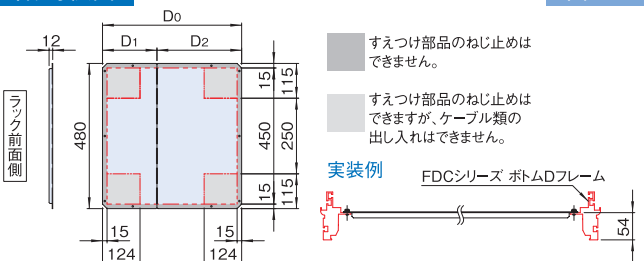 D0
D1
D2
12
ラック前面側
480
15
115
450
250
15
115
15
15
124
124
すえつけ部品のねじ止めは
できません。
すえつけ部品のねじ止めは
できますが、ケーブル類の
出し入れはできません。
実装例
FDCシリーズ ボトムDフレーム
54